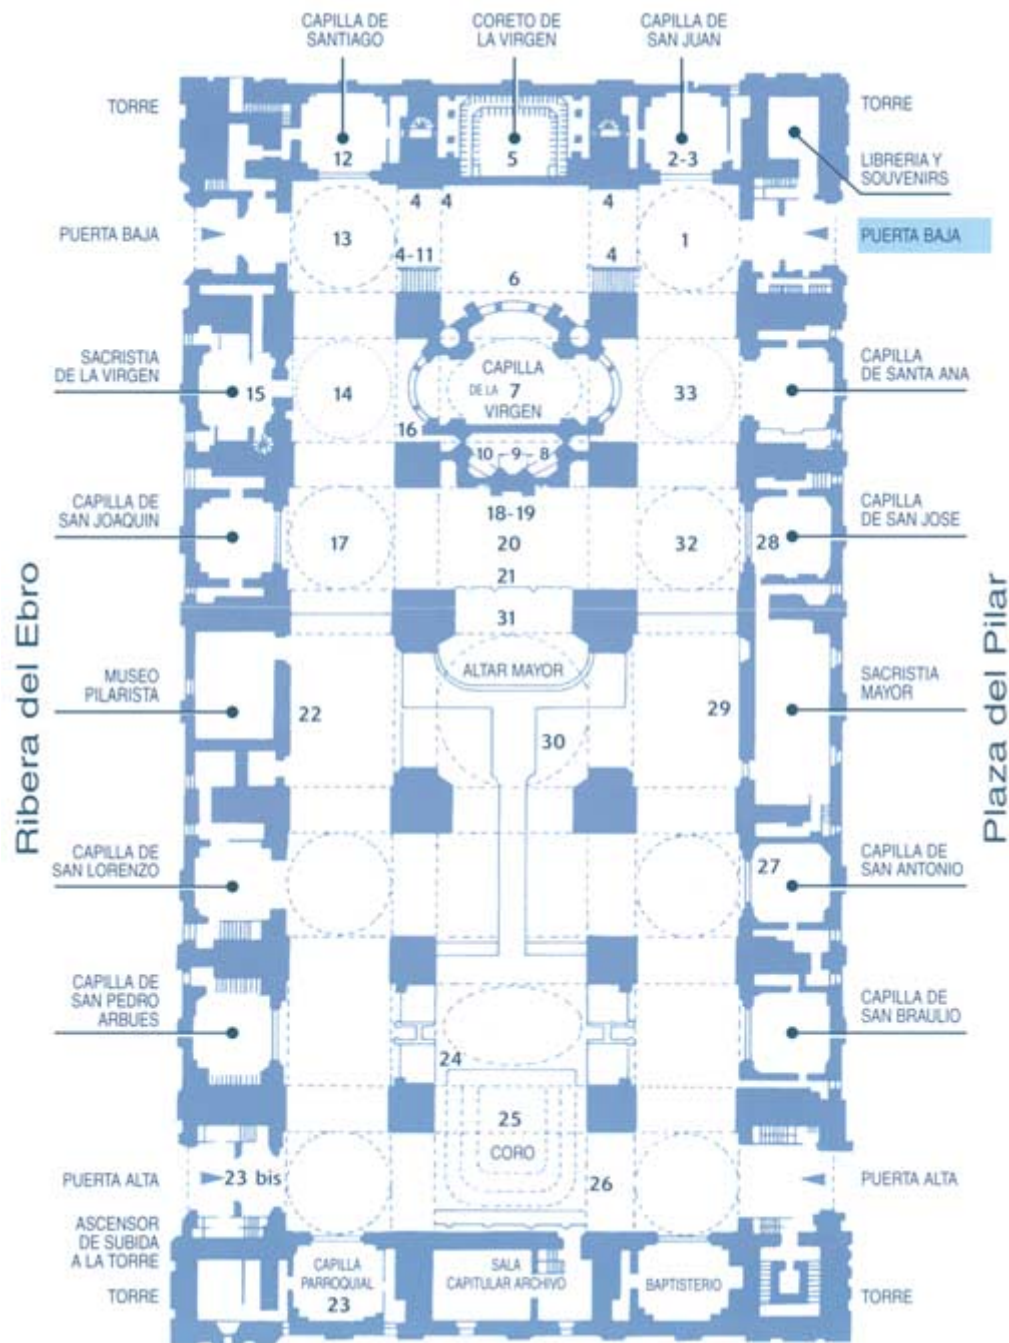 CAPILLA DE
SANTIAGO
CORETO DE
LA VIRGEN
CAPILLA DE
SAN JUAN
TORRE
TORRE
LIBRERIA Y
SOUVENIRS
12
5
2-3
4
4
4
PUERTA BAJA
13
1
PUERTA BAJA
4-11
4
6
SACRISTIA
DE LA VIRGEN
CAPILLA
DE LA
7
VIRGEN
CAPILLA
DE SANTA ANA
15
14
33
16
10 - 9 - 8
CAPILLA DE
SAN JOAQUIN
CAPILLA
DE SAN JOSE
18-19
17
20
32
28
21
31
Ribera del Ebro
Plaza del Pilar
ALTAR MAYOR
MUSEO
PILARISTA
SACRISTIA
MAYOR
22
29
30
CAPILLA DE
SAN LORENZO
CAPILLA DE
SAN ANTONIO
27
CAPILLA DE
SAN PEDRO
ARBUES
CAPILLA DE
SAN BRAULIO
24
25
CORO
PUERTA ALTA
23 bis
26
PUERTA ALTA
ASCENSOR
DE SUBIDA
A LA TORRE
TORRE
CAPILLA
PARROQUIAL
23
SALA
CAPITULAR ARCHIVO
BAPTISTERIO
TORRE